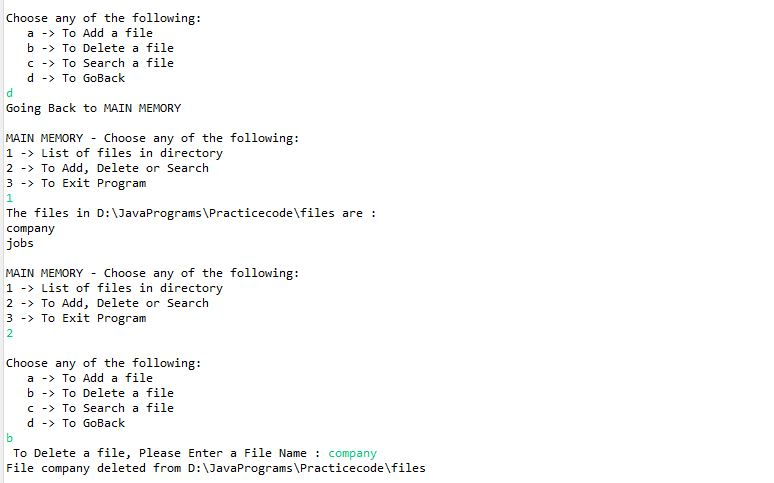 Choose any of the following:
   a -> To Add a file
   b -> To Delete a file
   c -> To Search a file
   d -> To GoBack
d
Going Back to MAIN MEMORY

MAIN MEMORY - Choose any of the following:
1 -> List of files in directory
2 -> To Add, Delete or Search
3 -> To Exit Program
1
The files in D:\JavaPrograms\Practicecode\files are :
company
jobs

MAIN MEMORY - Choose any of the following:
1 -> List of files in directory
2 -> To Add, Delete or Search
3 -> To Exit Program
2

Choose any of the following:
   a -> To Add a file
   b -> To Delete a file
   c -> To Search a file
   d -> To GoBack
b
 To Delete a file, Please Enter a File Name : company
File company deleted from D:\JavaPrograms\Practicecode\files